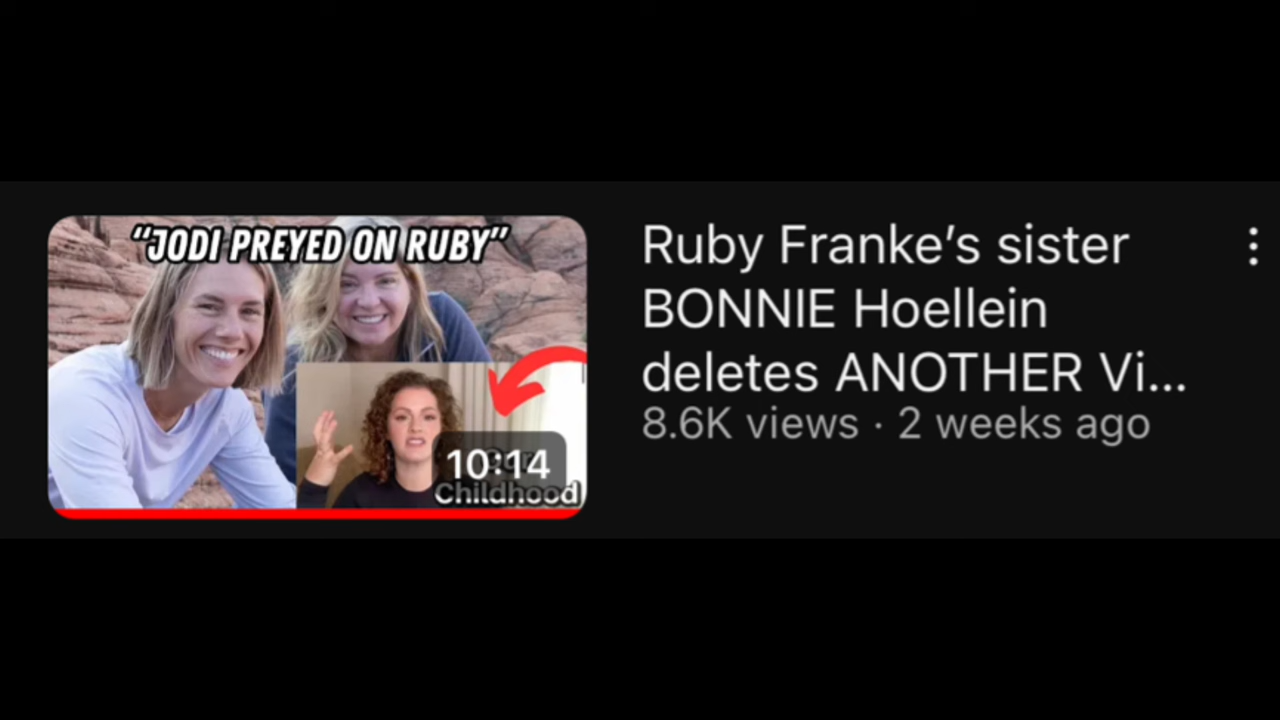 “JODI PREYED ON RUBY”
10:14
Childhood
Ruby Franke’s sister
BONNIE Hoellein
deletes ANOTHER Vi...
8.6K views · 2 weeks ago